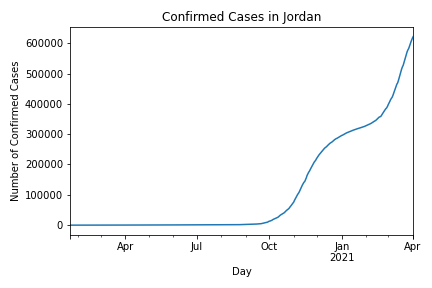 Confirmed Cases in Jordan
Number of Confirmed Cases
600000
500000
400000
300000
200000
100000
0
Apr
Jul
Oct
Jan
2021
Apr
Day